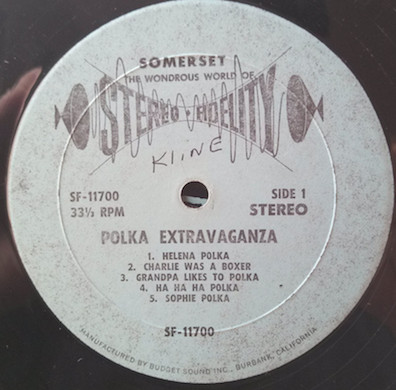 SOMERSET
THE WONDROUS WORLD OF
STEREO-FIDELITY
KlinE
SF-11700
33⅓ RPM
SIDE 1
STEREO
POLKA EXTRAVAGANZA
1. HELENA POLKA
2. CHARLIE WAS A BOXER
3. GRANDPA LIKES TO POLKA
4. HA HA HA POLKA
5. SOPHIE POLKA
SF-11700
MANUFACTURED BY BUDGET SOUND INC., BURBANK, CALIFORNIA